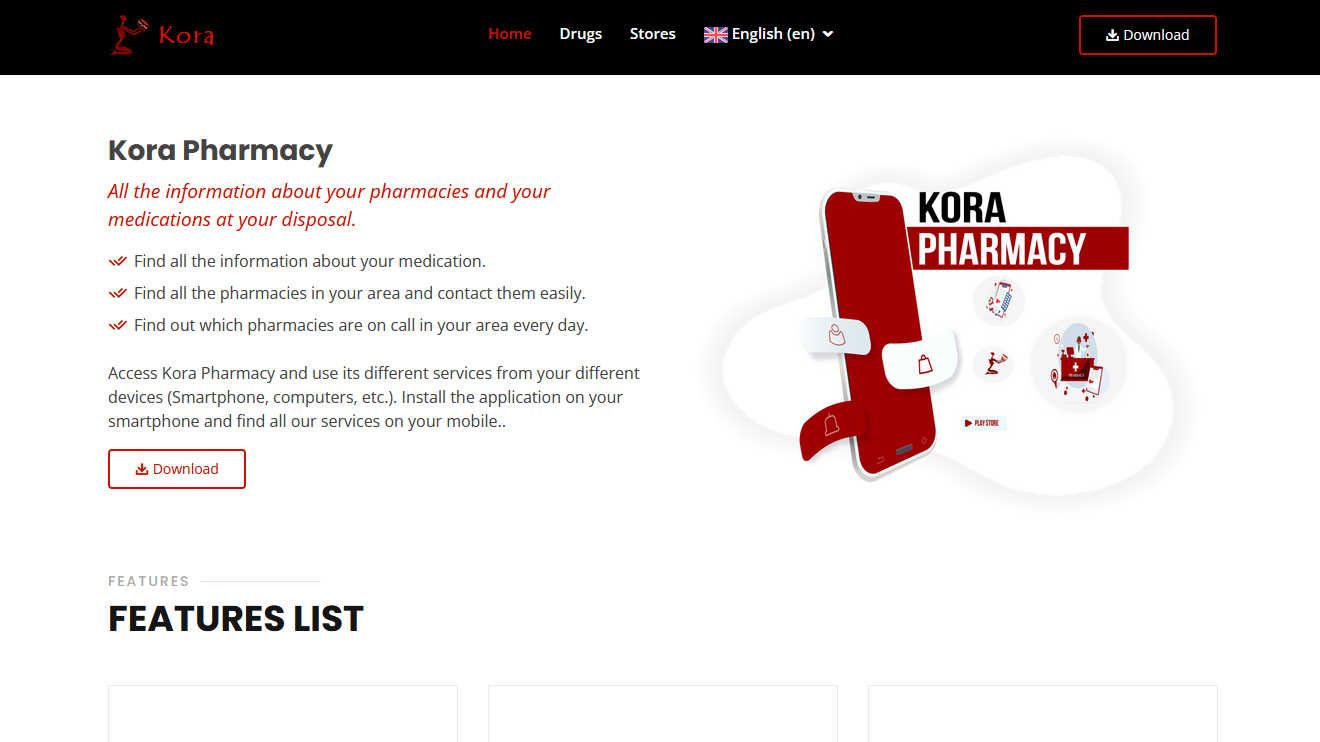 Kora
Home
Drugs
Stores
English (en)
Download
Kora Pharmacy
All the information about your pharmacies and your
medications at your disposal.
Find all the information about your medication.
Find all the pharmacies in your area and contact them easily.
Find out which pharmacies are on call in your area every day.
Access Kora Pharmacy and use its different services from your different
devices (Smartphone, computers, etc.). Install the application on your
smartphone and find all our services on your mobile..
Download
KORA
PHARMACY
PHARMACY
PLAY STORE
FEATURES
FEATURES LIST